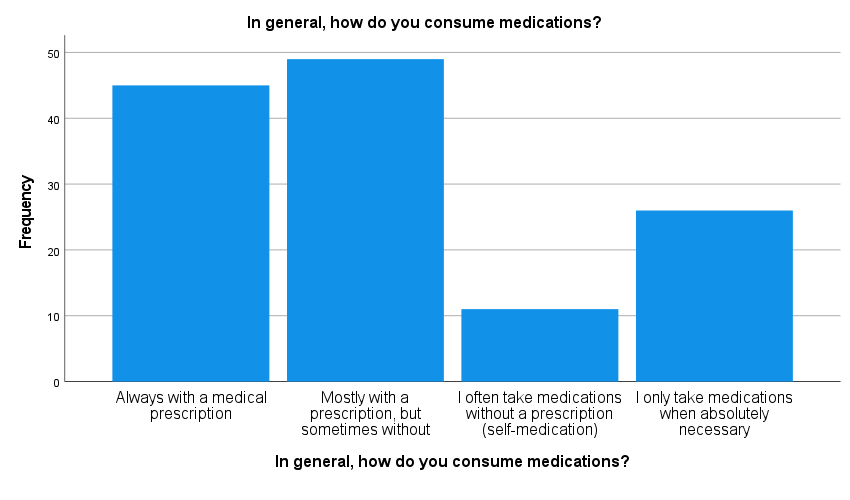 In general, how do you consume medications?
50
40
30
20
10
0
Frequency
Always with a medical
prescription
Mostly with a
prescription, but
sometimes without
I often take medications
without a prescription
(self-medication)
I only take medications
when absolutely
necessary
In general, how do you consume medications?